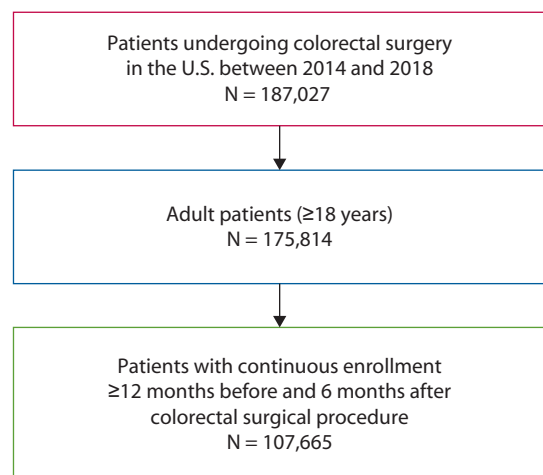 Patients undergoing colorectal surgery
in the U.S. between 2014 and 2018
N = 187,027
Adult patients (≥18 years)
N = 175,814
Patients with continuous enrollment
≥12 months before and 6 months after
colorectal surgical procedure
N = 107,665